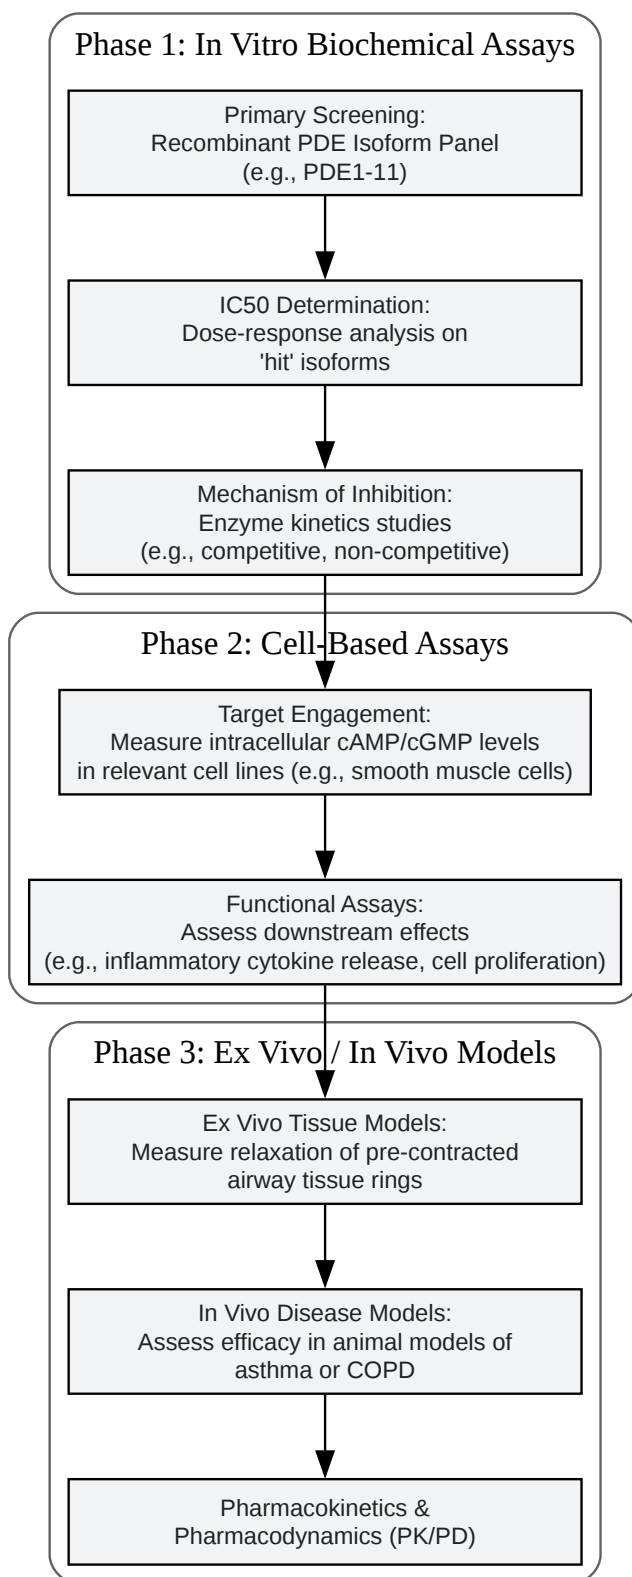 Phase 1: In Vitro Biochemical Assays
Primary Screening:
Recombinant PDE Isoform Panel
(e.g., PDE1-11)
IC50 Determination:
Dose-response analysis on
'hit' isoforms
Mechanism of Inhibition:
Enzyme kinetics studies
(e.g., competitive, non-competitive)
Phase 2: Cell-Based Assays
Target Engagement:
Measure intracellular cAMP/cGMP levels
in relevant cell lines (e.g., smooth muscle cells)
Functional Assays:
Assess downstream effects
(e.g., inflammatory cytokine release, cell proliferation)
Phase 3: Ex Vivo / In Vivo Models
Ex Vivo Tissue Models:
Measure relaxation of pre-contracted
airway tissue rings
In Vivo Disease Models:
Assess efficacy in animal models of
asthma or COPD
Pharmacokinetics &
Pharmacodynamics (PK/PD)